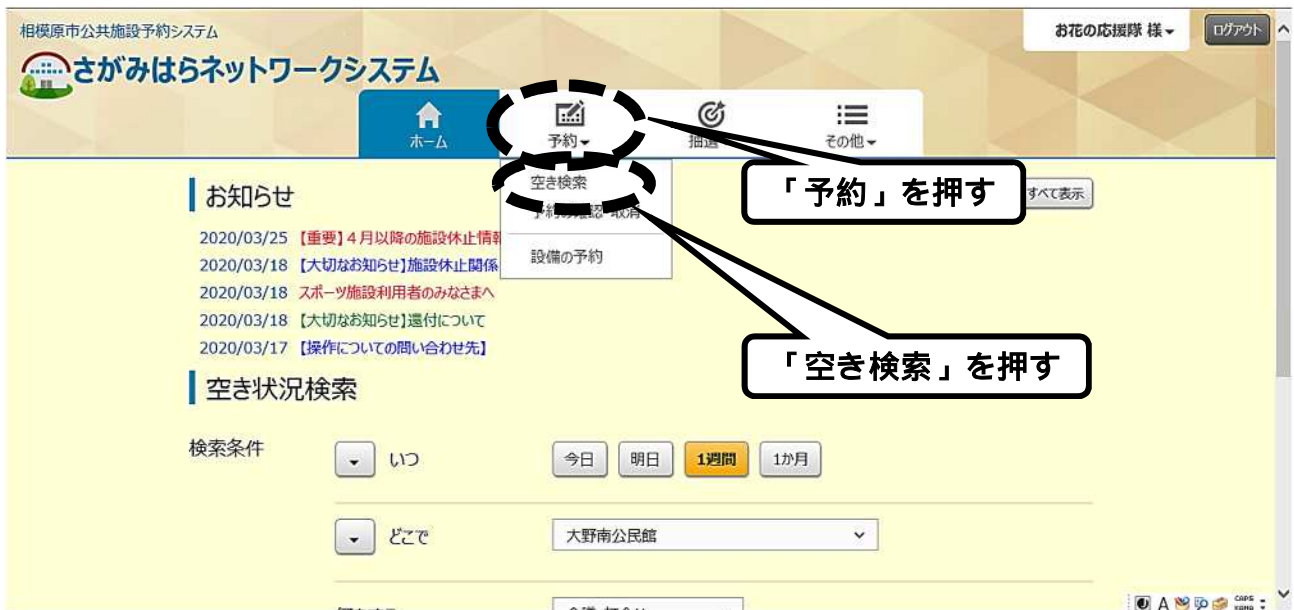 相模原市公共施設予約システム
お花の応援隊 様
ログアウト
さがみはらネットワークシステム
ホーム
予約
抽選
その他
空き検索
予約の確認・取消
設備の予約
「予約」を押す
お知らせ
すべて表示
2020/03/25 【重要】４月以降の施設休止情報
2020/03/18 【大切なお知らせ】施設休止関係
2020/03/18 スポーツ施設利用者のみなさまへ
2020/03/18 【大切なお知らせ】還付について
2020/03/17 【操作についての問い合わせ先】
「空き検索」を押す
空き状況検索
検索条件
いつ
今日
明日
1週間
1か月
どこで
大野南公民館
A
CAPS
KANA